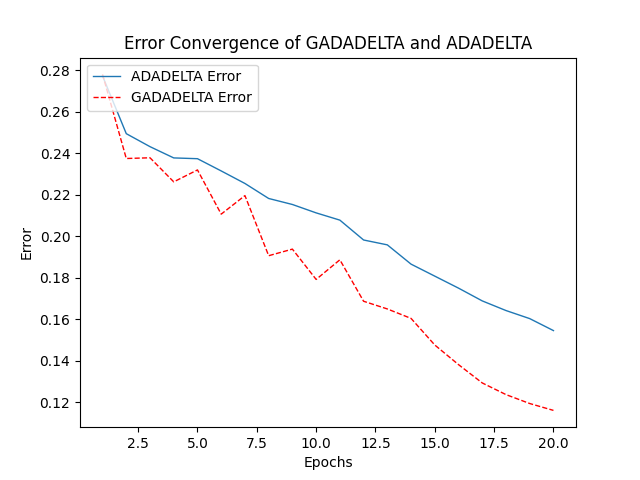 Error Convergence of GADADELTA and ADADELTA
ADADELTA Error
GADADELTA Error
Error
0.28
0.26
0.24
0.22
0.20
0.18
0.16
0.14
0.12
2.5 5.0 7.5 10.0 12.5 15.0 17.5 20.0
Epochs